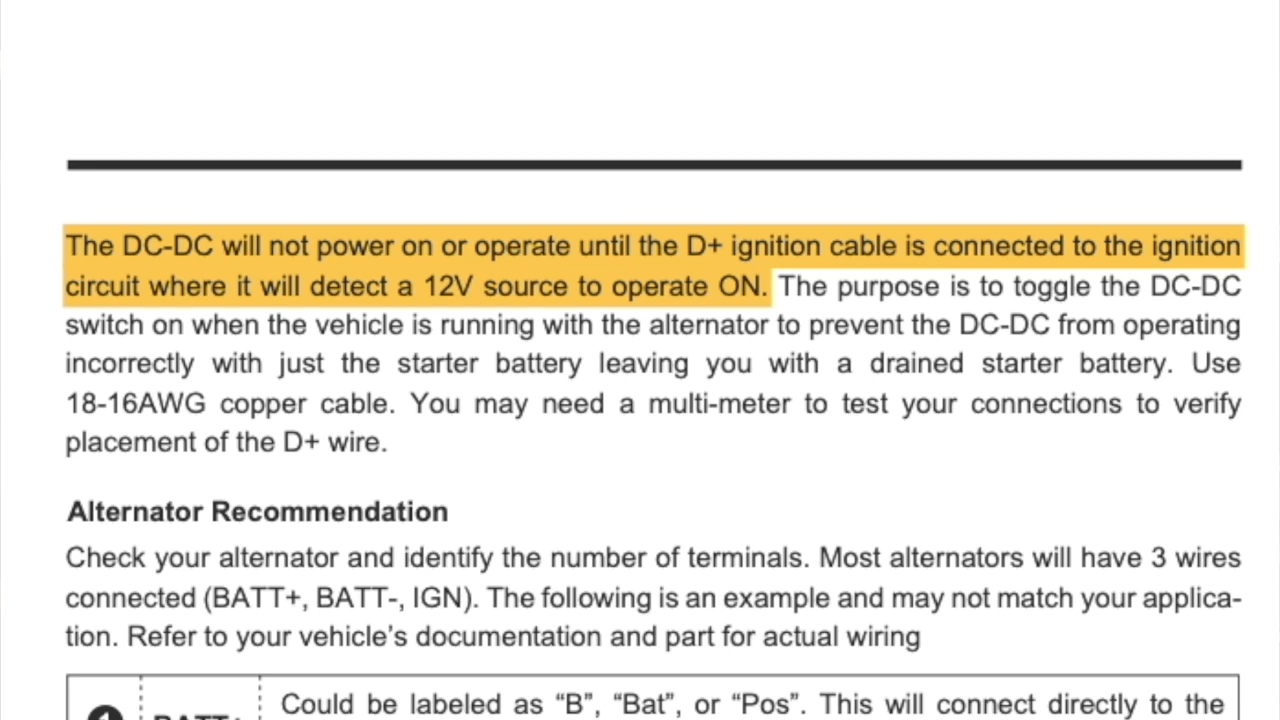 The DC-DC will not power on or operate until the D+ ignition cable is connected to the ignition
circuit where it will detect a 12V source to operate ON. The purpose is to toggle the DC-DC
switch on when the vehicle is running with the alternator to prevent the DC-DC from operating
incorrectly with just the starter battery leaving you with a drained starter battery. Use
18-16AWG copper cable. You may need a multi-meter to test your connections to verify
placement of the D+ wire.
Alternator Recommendation
Check your alternator and identify the number of terminals. Most alternators will have 3 wires
connected (BATT+, BATT-, IGN). The following is an example and may not match your applica-
tion. Refer to your vehicle’s documentation and part for actual wiring
1 BATT+ Could be labeled as “B”, “Bat”, or “Pos”. This will connect directly to the